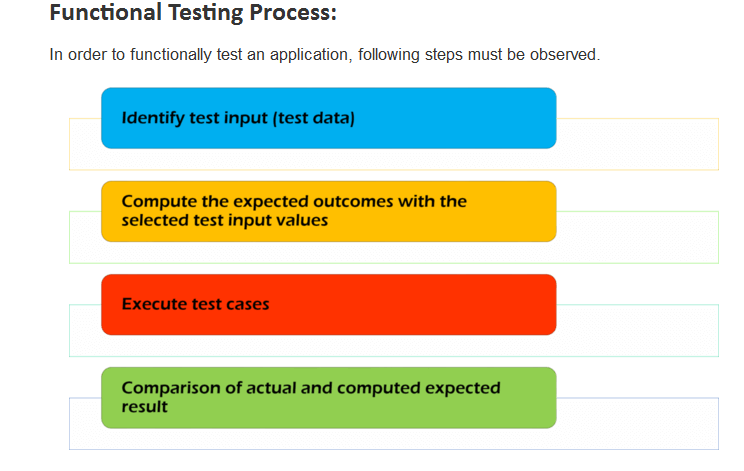 Functional Testing Process:
In order to functionally test an application, following steps must be observed.
Identify test input (test data)
Compute the expected outcomes with the
selected test input values
Execute test cases
Comparison of actual and computed expected
result